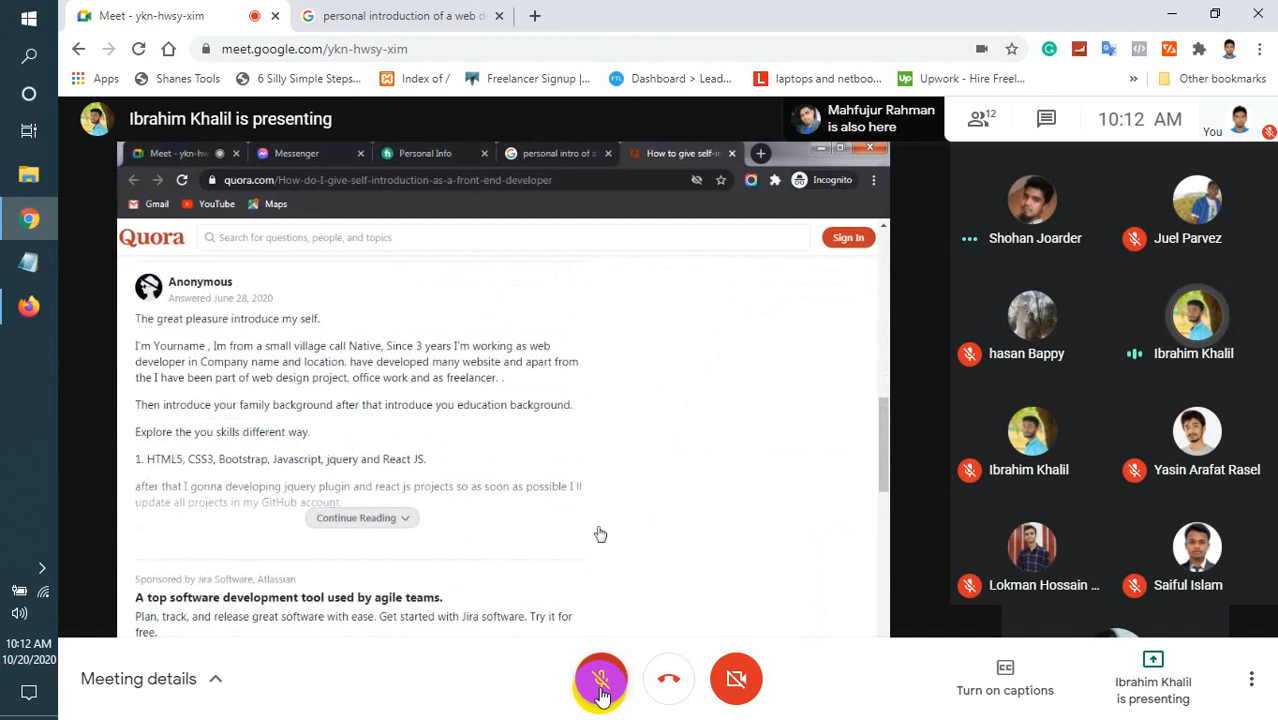 Meet - ykn-hwsy-xim
personal introduction of a web d
meet.google.com/ykn-hwsy-xim
Apps
Shanes Tools
6 Silly Simple Steps...
Index of /
Freelancer Signup |...
Dashboard > Lead...
laptops and netboo...
Upwork - Hire Freel...
Other bookmarks
Ibrahim Khalil is presenting
Mahfujur Rahman
is also here
12
10:12 AM
You
Meet - ykn-hw
Messenger
Personal Info
personal intro of a
How to give self-in
quora.com/How-do-I-give-self-introduction-as-a-front-end-developer
Incognito
Gmail
YouTube
Maps
Quora
Search for questions, people, and topics
Sign In
Anonymous
Answered June 28, 2020
The great pleasure introduce my self.
I'm Yourname , Im from a small village call Native, Since 3 years I'm working as web
developer in Company name and location. have developed many website and apart from
the I have been part of web design project, office work and as freelancer. .
Then introduce your family background after that introduce you education background.
Explore the you skills different way.
1. HTML5, CSS3, Bootstrap, Javascript, jquery and React JS.
after that I gonna developing jquery plugin and react js projects so as soon as possible I ll
update all projects in my GitHub account.
Continue Reading
Sponsored by Jira Software, Atlassian
A top software development tool used by agile teams.
Plan, track, and release great software with ease. Get started with Jira software. Try it for
free.
Shohan Joarder
Juel Parvez
hasan Bappy
Ibrahim Khalil
Ibrahim Khalil
Yasin Arafat Rasel
Lokman Hossain ...
Saiful Islam
Meeting details
Turn on captions
Ibrahim Khalil
is presenting
10:12 AM
10/20/2020